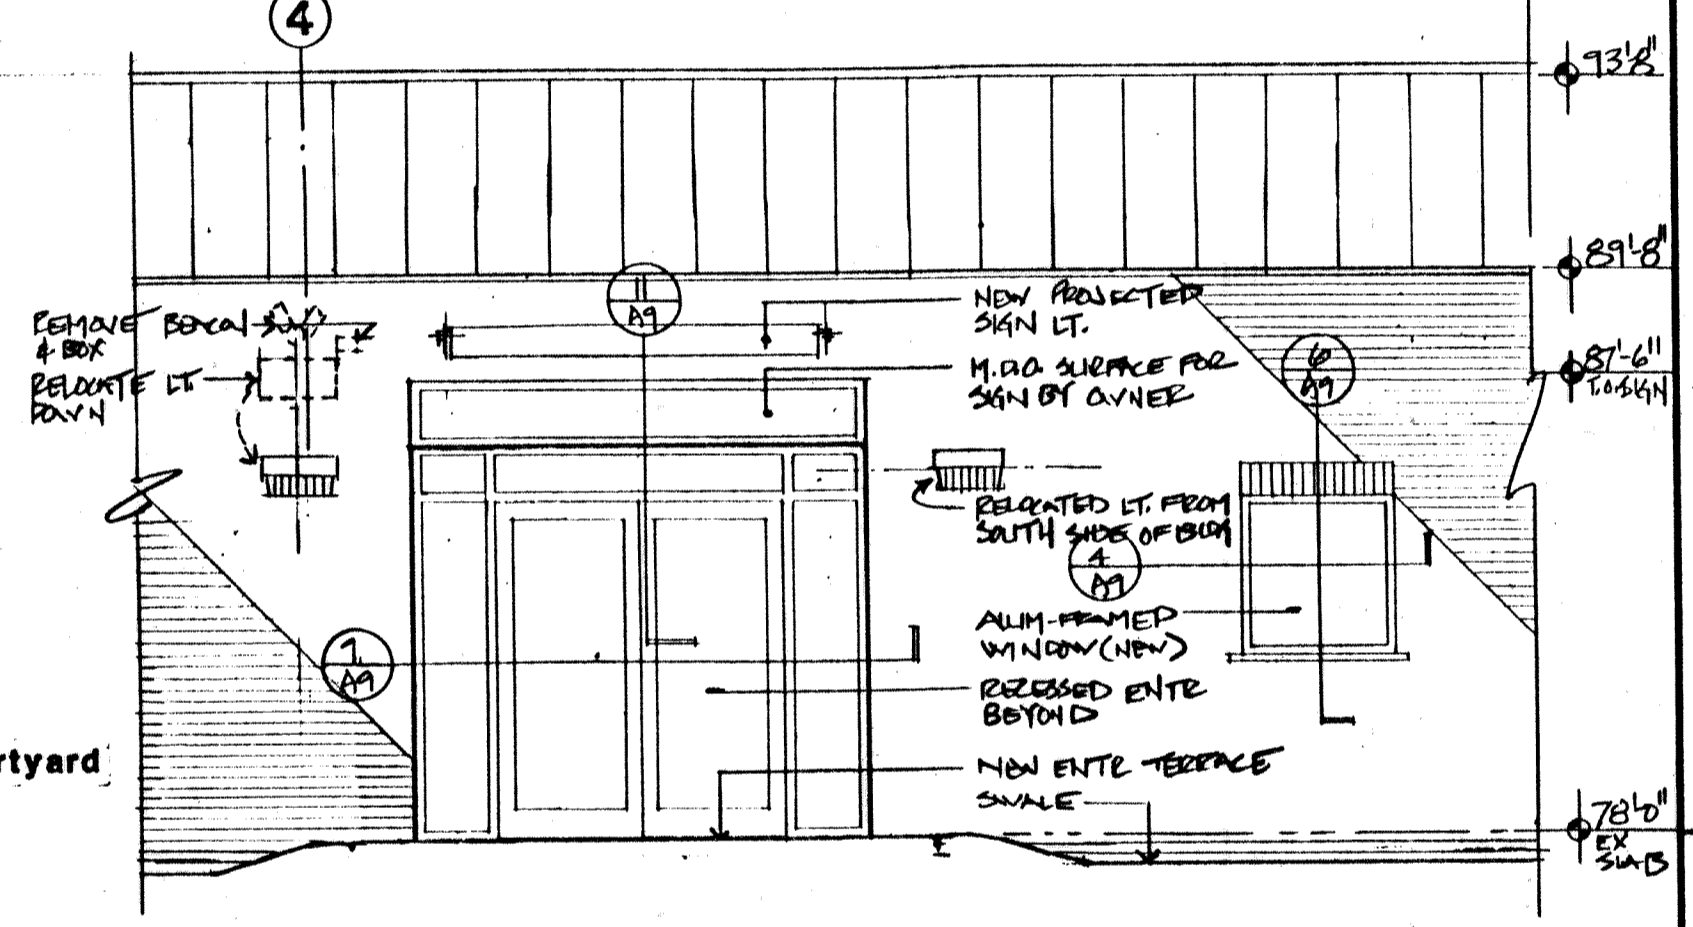 4
93'-8"
89'-8"
11
A9
NEW PROJECTED
SIGN LT.
REMOVE BEACON
& BOX
RELOCATE LT
DOWN
6
A9
87'-6"
T.O.SIGN
M.D.O. SURFACE FOR
SIGN BY OWNER
RELOCATED LT. FROM
SOUTH SIDE OF BLDG
4
A9
ALUM-FRAMED
WINDOW (NEW)
1
A9
RECESSED ENTR
BEYOND
rtyard
NEW ENTR TERRACE
SWALE
78'-0"
EX
SLAB